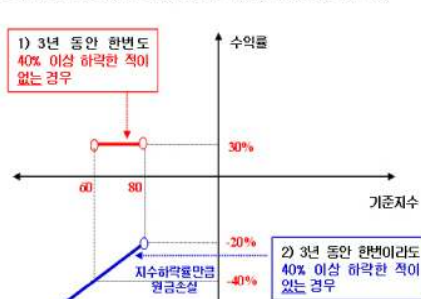 1) 3년 동안 한번도
40% 이상 하락한 적이
없는 경우
수익률
30%
60
80
기준지수
-20%
지수하락률만큼
원금손실
-40%
2) 3년 동안 한번이라도
40% 이상 하락한 적이
있는 경우